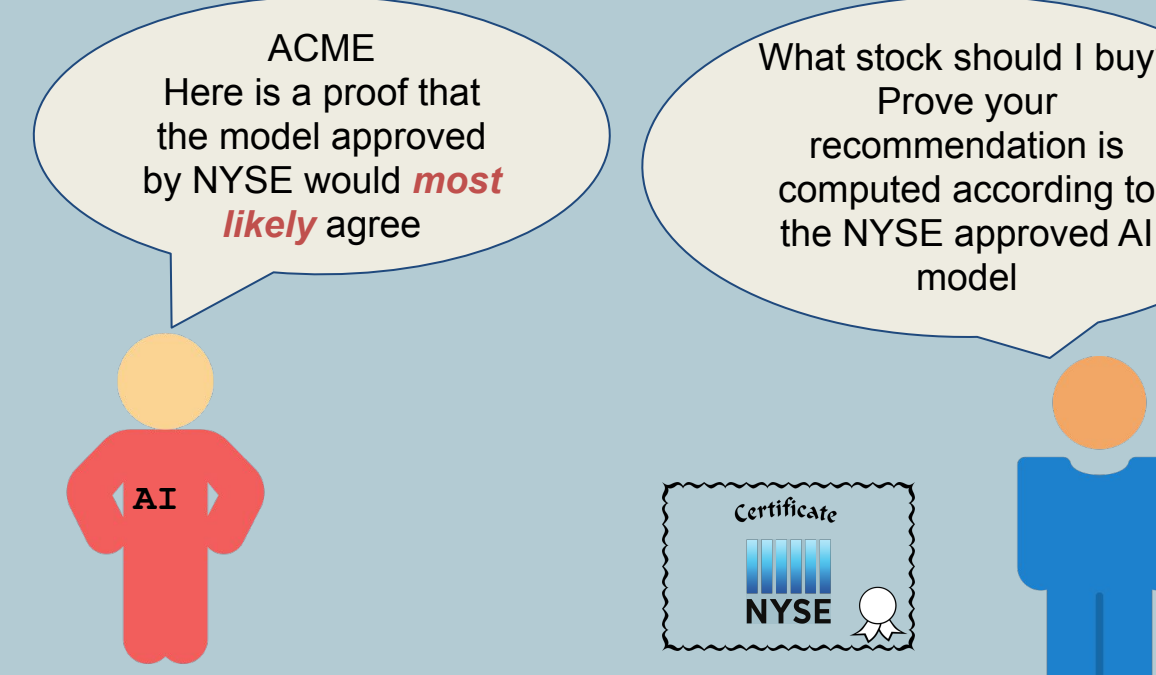 ACME
Here is a proof that
the model approved
by NYSE would most
likely agree
What stock should I buy
Prove your
recommendation is
computed according to
the NYSE approved AI
model
AI
Certificate
NYSE